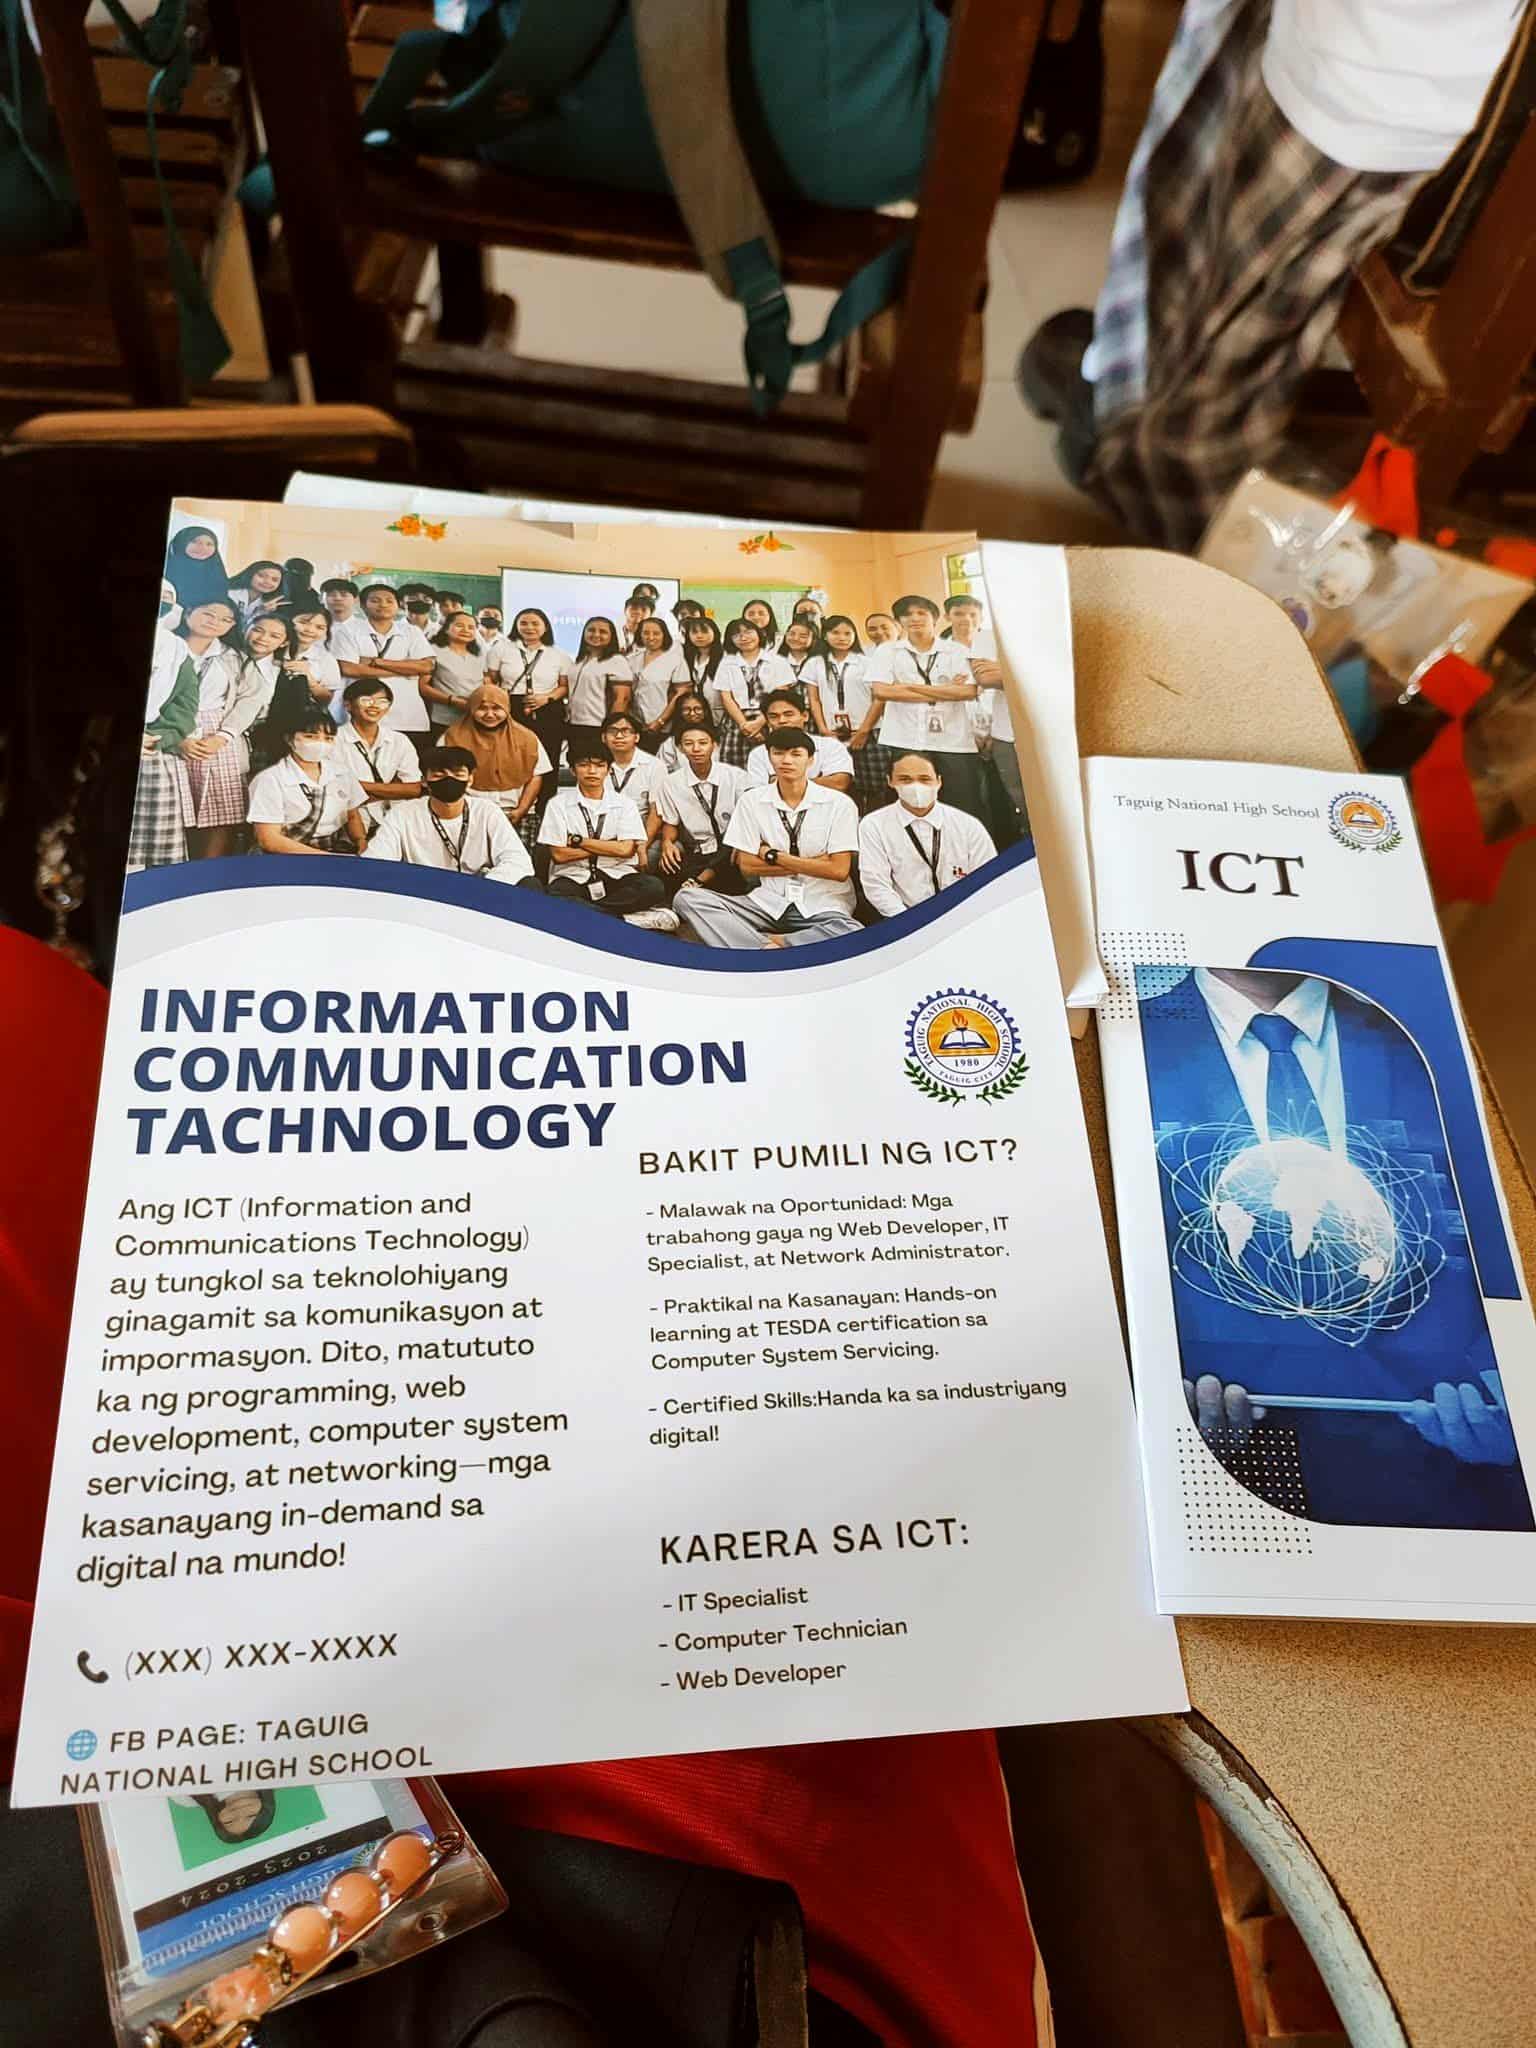 INFORMATION
COMMUNICATION
TACHNOLOGY
TAGUIG NATIONAL HIGH SCHOOL
1980
TAGUIG CITY
Ang ICT (Information and
Communications Technology)
ay tungkol sa teknolohiyang
ginagamit sa komunikasyon at
impormasyon. Dito, matututo
ka ng programming, web
development, computer system
servicing, at networking—mga
kasanayang in-demand sa
digital na mundo!
(XXX) XXX-XXXX
FB PAGE: TAGUIG
NATIONAL HIGH SCHOOL
BAKIT PUMILI NG ICT?
- Malawak na Oportunidad: Mga
trabahong gaya ng Web Developer, IT
Specialist, at Network Administrator.
- Praktikal na Kasanayan: Hands-on
learning at TESDA certification sa
Computer System Servicing.
- Certified Skills:Handa ka sa industriyang
digital!
KARERA SA ICT:
- IT Specialist
- Computer Technician
- Web Developer
Taguig National High School
ICT
2023-2024
HIGH SCHOOL